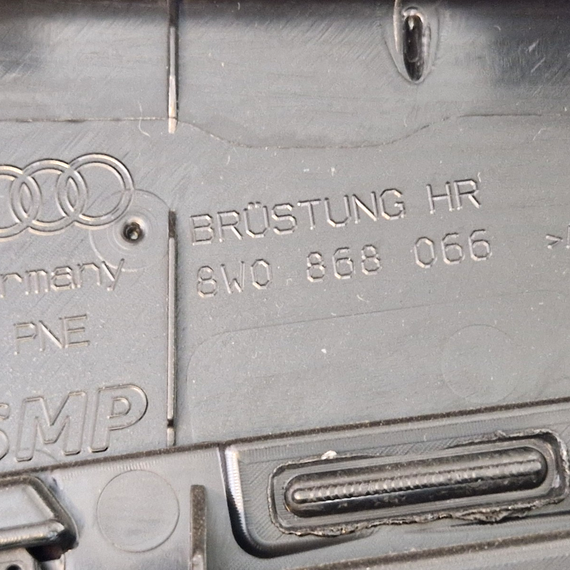 BRÜSTUNG HR
8W0 868 066
rmany
PNE
SMP